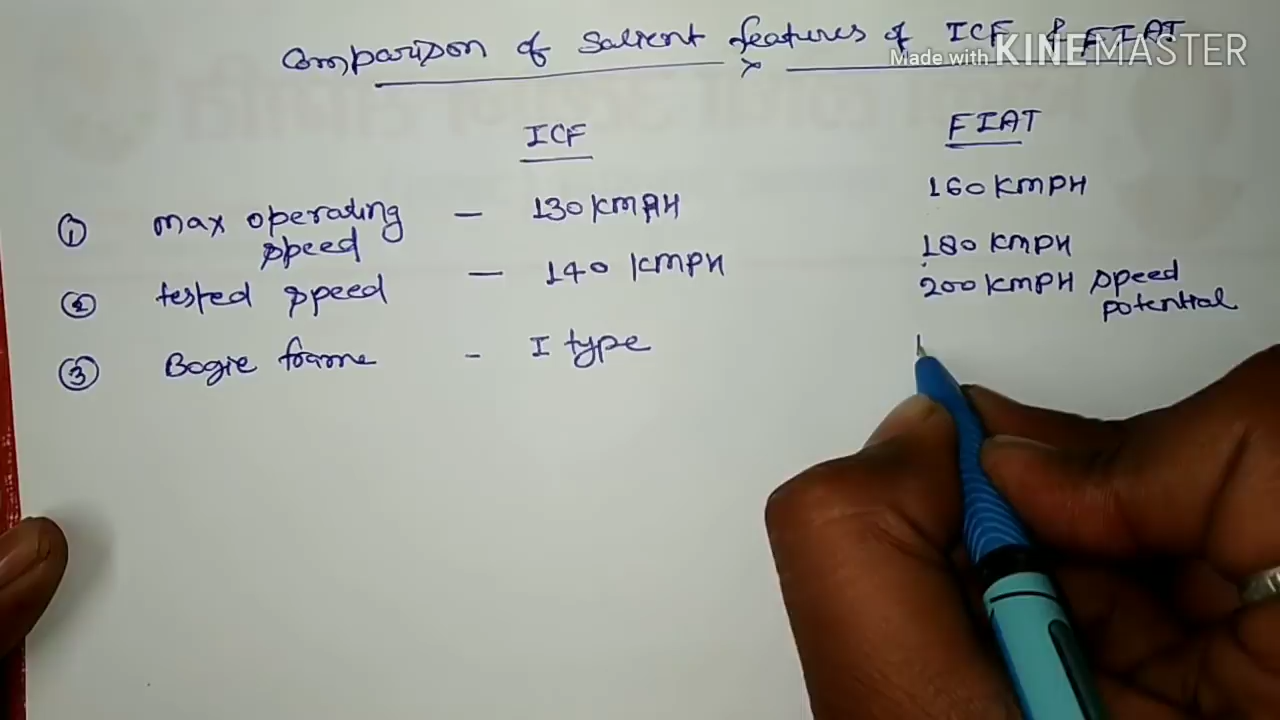 Comparison of Salient features of ICF & FIAT
Made with KINEMASTER
ICF FIAT
① max operating speed - 130 KMPH 160 KMPH
② tested speed - 140 KMPH 180 KMPH
200 KMPH speed potential
③ Bogie frame - I type